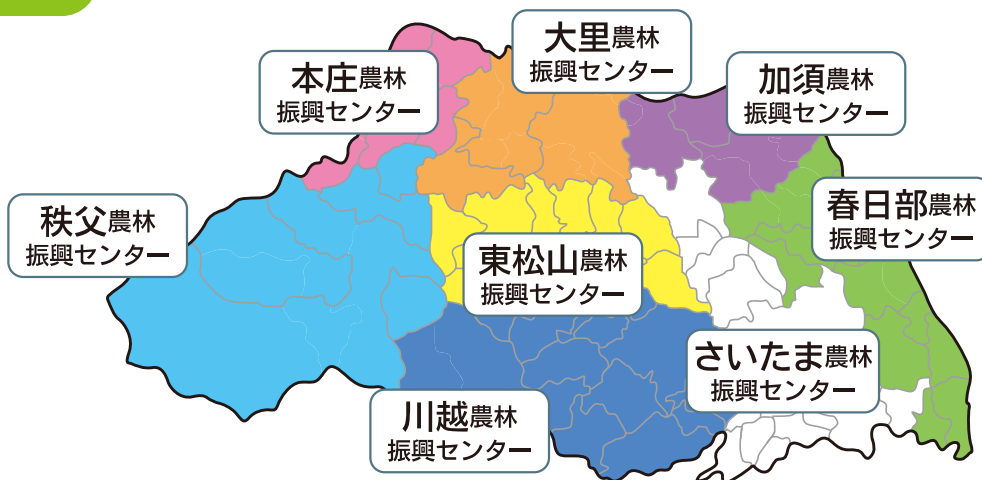 大里農林
振興センター
本庄農林
振興センター
加須農林
振興センター
秩父農林
振興センター
春日部農林
振興センター
東松山農林
振興センター
さいたま農林
振興センター
川越農林
振興センター